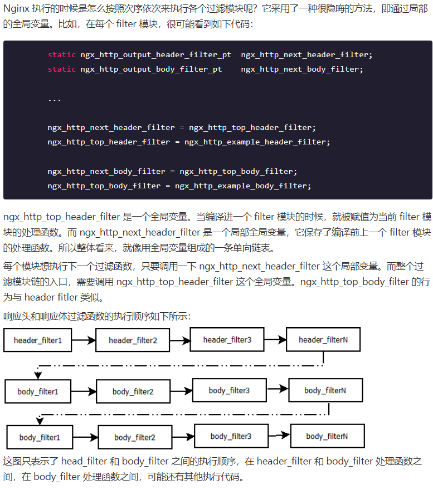 Nginx 执行的时候是怎么按照次序依次来执行各个过滤模块呢？它采用了一种很隐晦的方法，即通过局部
的全局变量。比如，在每个 filter 模块，很可能看到如下代码：
static ngx_http_output_header_filter_pt ngx_http_next_header_filter;
static ngx_http_output_body_filter_pt ngx_http_next_body_filter;
...
ngx_http_next_header_filter = ngx_http_top_header_filter;
ngx_http_top_header_filter = ngx_http_example_header_filter;
ngx_http_next_body_filter = ngx_http_top_body_filter;
ngx_http_top_body_filter = ngx_http_example_body_filter;
ngx_http_top_header_filter 是一个全局变量。当编译进一个 filter 模块的时候，就被赋值为当前 filter 模
块的处理函数。而 ngx_http_next_header_filter 是一个局部全局变量，它保存了编译前上一个 filter 模块
的处理函数。所以整体看来，就像用全局变量组成的一条单向链表。
每个模块想执行下一个过滤函数，只要调用一下 ngx_http_next_header_filter 这个局部变量。而整个过
滤模块链的入口，需要调用 ngx_http_top_header_filter 这个全局变量。ngx_http_top_body_filter 的行
为与 header fitler 类似。
响应头和响应体过滤函数的执行顺序如下所示：
header_filter1 header_filter2 header_filter3 header_filterN
body_filter1 body_filter2 body_filter3 body_filterN
body_filter1 body_filter2 body_filter3 body_filterN
这图只表示了 head_filter 和 body_filter 之间的执行顺序，在 header_filter 和 body_filter 处理函数之
间，在 body_filter 处理函数之间，可能还有其他执行代码。